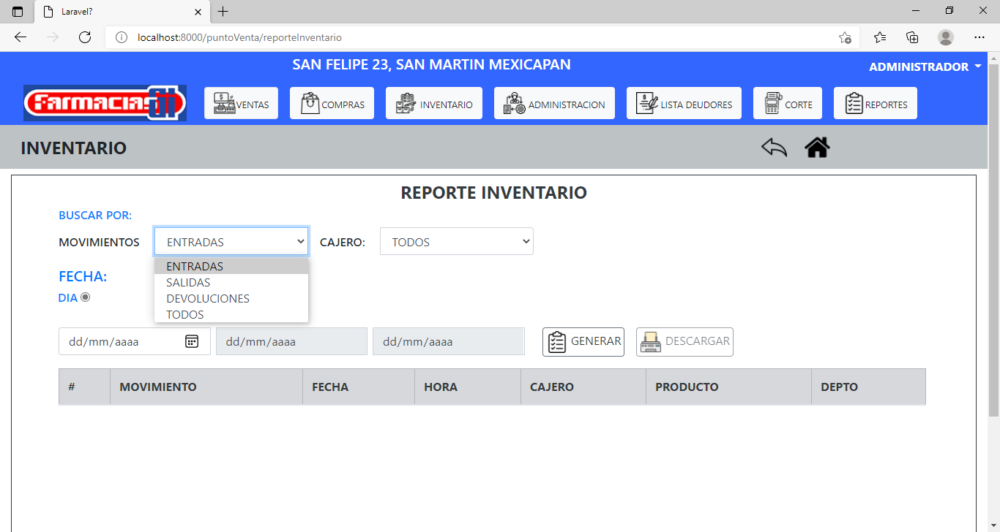 Laravel?
localhost:8000/puntoVenta/reporteInventario
SAN FELIPE 23, SAN MARTIN MEXICAPAN
ADMINISTRADOR
Farmacias
VENTAS
COMPRAS
INVENTARIO
ADMINISTRACION
LISTA DEUDORES
CORTE
REPORTES
INVENTARIO
REPORTE INVENTARIO
BUSCAR POR:
MOVIMIENTOS ENTRADAS CAJERO: TODOS
ENTRADAS
SALIDAS
DEVOLUCIONES
TODOS
FECHA:
DIA
dd/mm/aaaa dd/mm/aaaa dd/mm/aaaa GENERAR DESCARGAR
# MOVIMIENTO FECHA HORA CAJERO PRODUCTO DEPTO